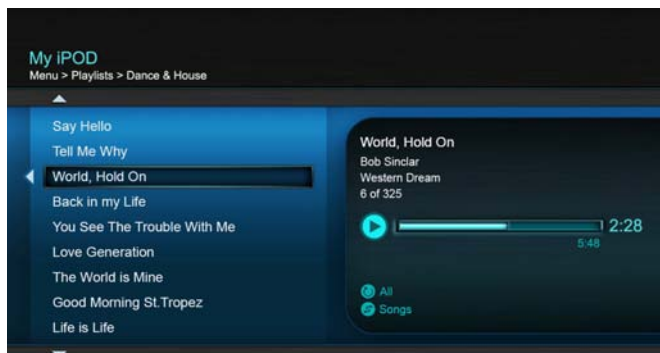 My iPOD
Menu > Playlists > Dance & House
Say Hello
Tell Me Why
World, Hold On
Back in my Life
You See The Trouble With Me
Love Generation
The World is Mine
Good Morning St.Tropez
Life is Life
World, Hold On
Bob Sinclar
Western Dream
6 of 325
2:28
5:48
All
Songs